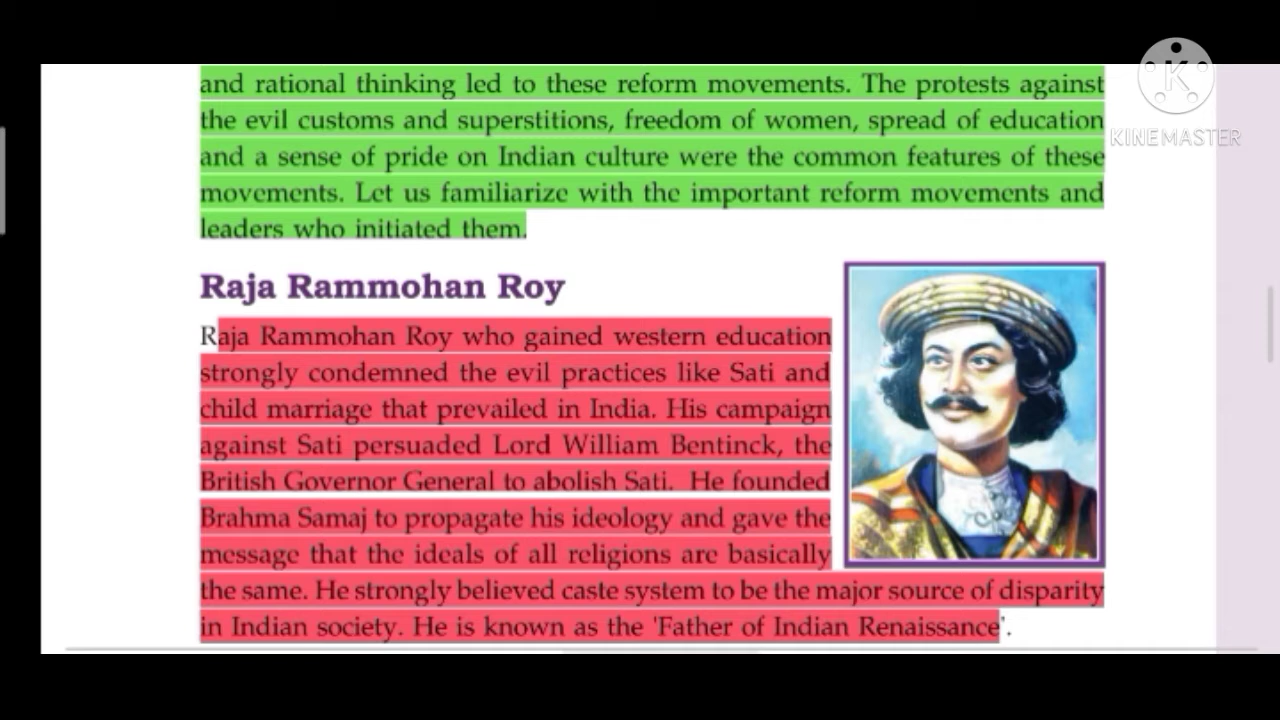 and rational thinking led to these reform movements. The protests against
the evil customs and superstitions, freedom of women, spread of education
and a sense of pride on Indian culture were the common features of these
movements. Let us familiarize with the important reform movements and
leaders who initiated them.
K
KINEMASTER
Raja Rammohan Roy
Raja Rammohan Roy who gained western education
strongly condemned the evil practices like Sati and
child marriage that prevailed in India. His campaign
against Sati persuaded Lord William Bentinck, the
British Governor General to abolish Sati. He founded
Brahma Samaj to propagate his ideology and gave the
message that the ideals of all religions are basically
the same. He strongly believed caste system to be the major source of disparity
in Indian society. He is known as the 'Father of Indian Renaissance'.